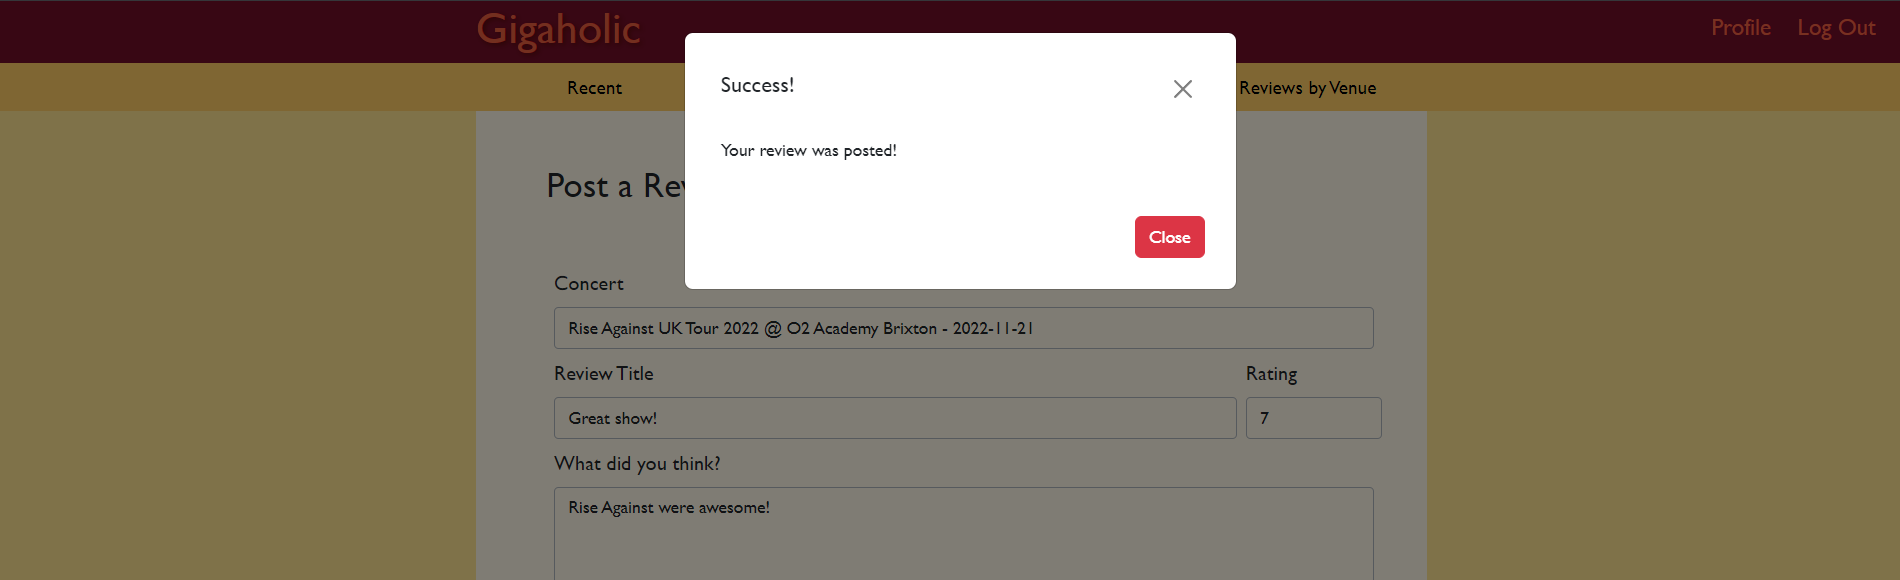 Gigaholic
Profile
Log Out
Recent
Reviews by Venue
Success!
Your review was posted!
Close
Post a Rev
Concert
Rise Against UK Tour 2022 @ O2 Academy Brixton - 2022-11-21
Review Title
Rating
Great show!
7
What did you think?
Rise Against were awesome!